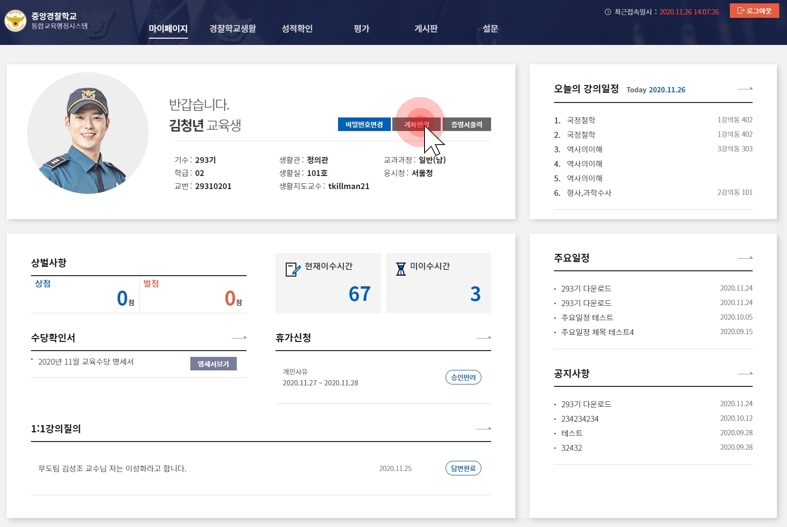 중앙경찰학교
통합교육행정시스템
마이페이지 경찰학교생활 성적확인 평가 게시판 설문
최근접속일시 : 2020.11.26 14:07:26
로그아웃
반갑습니다.
김청년 교육생
비밀번호변경 증명서출력
기수 : 293기 생활관 : 정의관 교과과정 : 일반(남)
학급 : 02 생활실 : 101호 응시청 : 서울청
교번 : 29310201 생활지도교수 : tkillman21
오늘의 강의일정 Today 2020.11.26
1. 국정철학 1강의동 402
2. 국정철학 1강의동 402
3. 역사의이해 1강의동 303
4. 역사의이해
5. 역사의이해
6. 형사,과학수사 2강의동 101
상벌사항
상점 0점
벌점 0점
현재이수시간 67
미이수시간 3
수당확인서
2020년 11월 교육수당 명세서 명세서보기
휴가신청
개인사유
2020.11.27 ~ 2020.11.28
승인반려
1:1강의질의
무도팀 김성조 교수님 저는 이성화라고 합니다. 2020.11.25 답변완료
주요일정
293기 다운로드 2020.11.24
293기 다운로드 2020.11.24
주요일정 테스트 2020.10.05
주요일정 제목 테스트4 2020.09.15
공지사항
293기 다운로드 2020.11.24
234234234 2020.10.12
테스트 2020.09.28
32432 2020.09.28